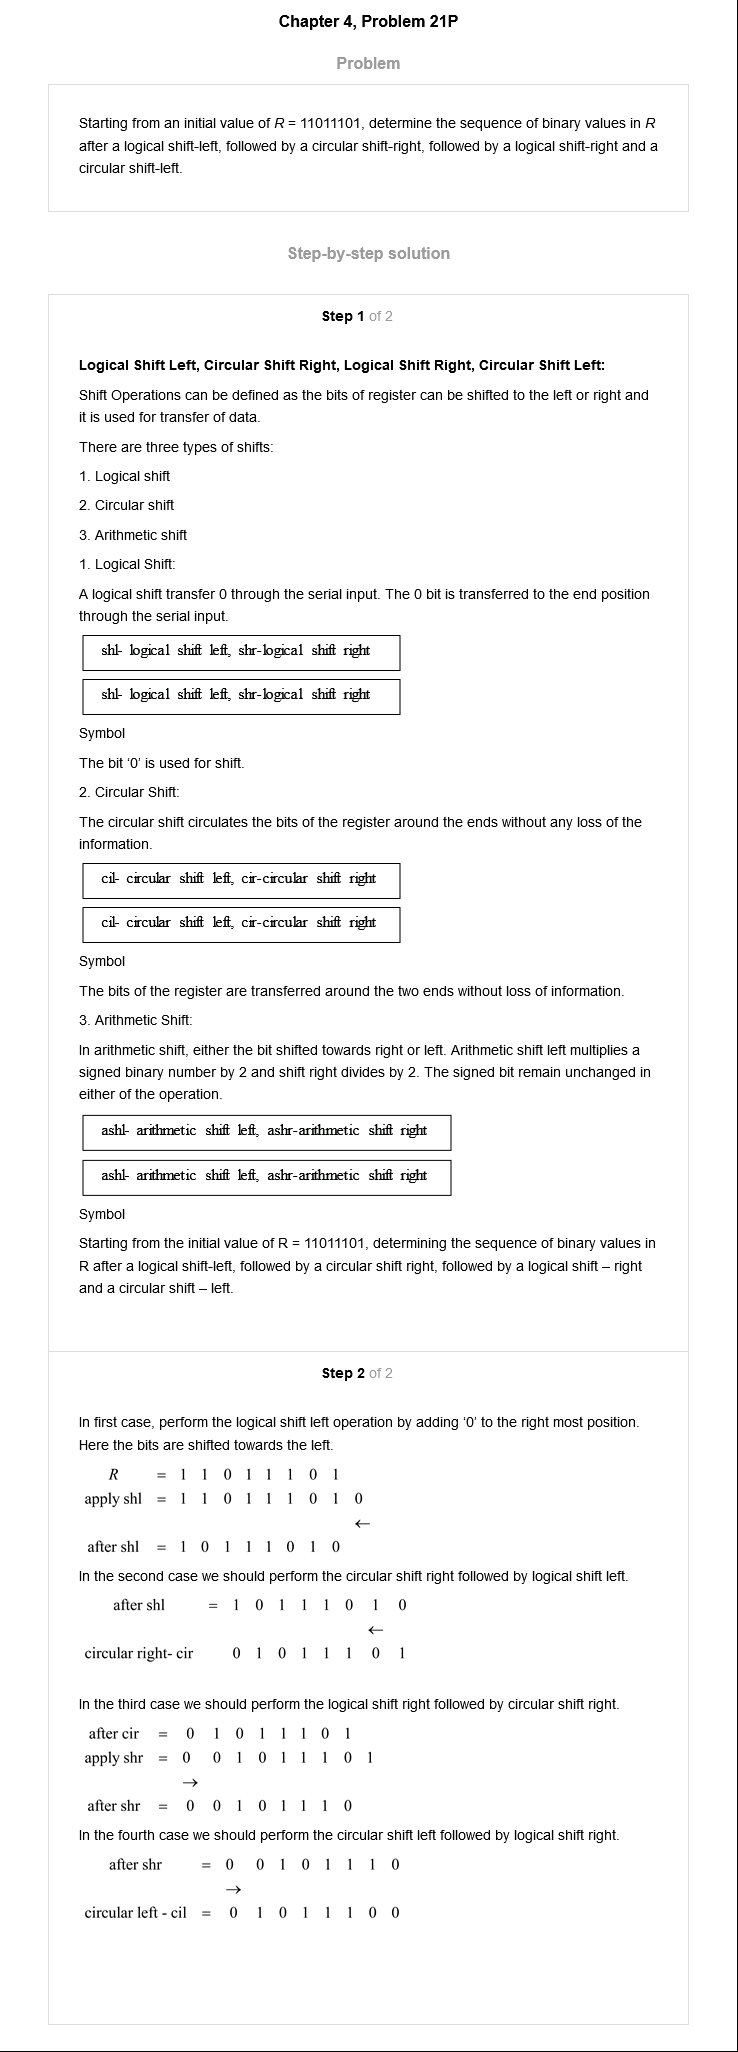 Chapter 4, Problem 21P
Problem
Starting from an initial value of R = 11011101, determine the sequence of binary values in R
after a logical shift-left, followed by a circular shift-right, followed by a logical shift-right and a
circular shift-left.
Step-by-step solution
Step 1 of 2
Logical Shift Left, Circular Shift Right, Logical Shift Right, Circular Shift Left:
Shift Operations can be defined as the bits of register can be shifted to the left or right and
it is used for transfer of data.
There are three types of shifts:
1. Logical shift
2. Circular shift
3. Arithmetic shift
1. Logical Shift:
A logical shift transfer 0 through the serial input. The 0 bit is transferred to the end position
through the serial input.
shl- logical shift left, shr-logical shift right
shl- logical shift left, shr-logical shift right
Symbol
The bit ‘0’ is used for shift.
2. Circular Shift:
The circular shift circulates the bits of the register around the ends without any loss of the
information.
cil- circular shift left, cir-circular shift right
cil- circular shift left, cir-circular shift right
Symbol
The bits of the register are transferred around the two ends without loss of information.
3. Arithmetic Shift:
In arithmetic shift, either the bit shifted towards right or left. Arithmetic shift left multiplies a
signed binary number by 2 and shift right divides by 2. The signed bit remain unchanged in
either of the operation.
ashl- arithmetic shift left, ashr-arithmetic shift right
ashl- arithmetic shift left, ashr-arithmetic shift right
Symbol
Starting from the initial value of R = 11011101, determining the sequence of binary values in
R after a logical shift-left, followed by a circular shift right, followed by a logical shift – right
and a circular shift – left.
Step 2 of 2
In first case, perform the logical shift left operation by adding ‘0’ to the right most position.
Here the bits are shifted towards the left.
R = 1 1 0 1 1 1 0 1
apply shl = 1 1 0 1 1 1 0 1 0
←
after shl = 1 0 1 1 1 0 1 0
In the second case we should perform the circular shift right followed by logical shift left.
after shl = 1 0 1 1 1 0 1 0
←
circular right- cir 0 1 0 1 1 1 0 1
In the third case we should perform the logical shift right followed by circular shift right.
after cir = 0 1 0 1 1 1 0 1
apply shr = 0 0 1 0 1 1 1 0 1
→
after shr = 0 0 1 0 1 1 1 0
In the fourth case we should perform the circular shift left followed by logical shift right.
after shr = 0 0 1 0 1 1 1 0
→
circular left - cil = 0 1 0 1 1 1 0 0